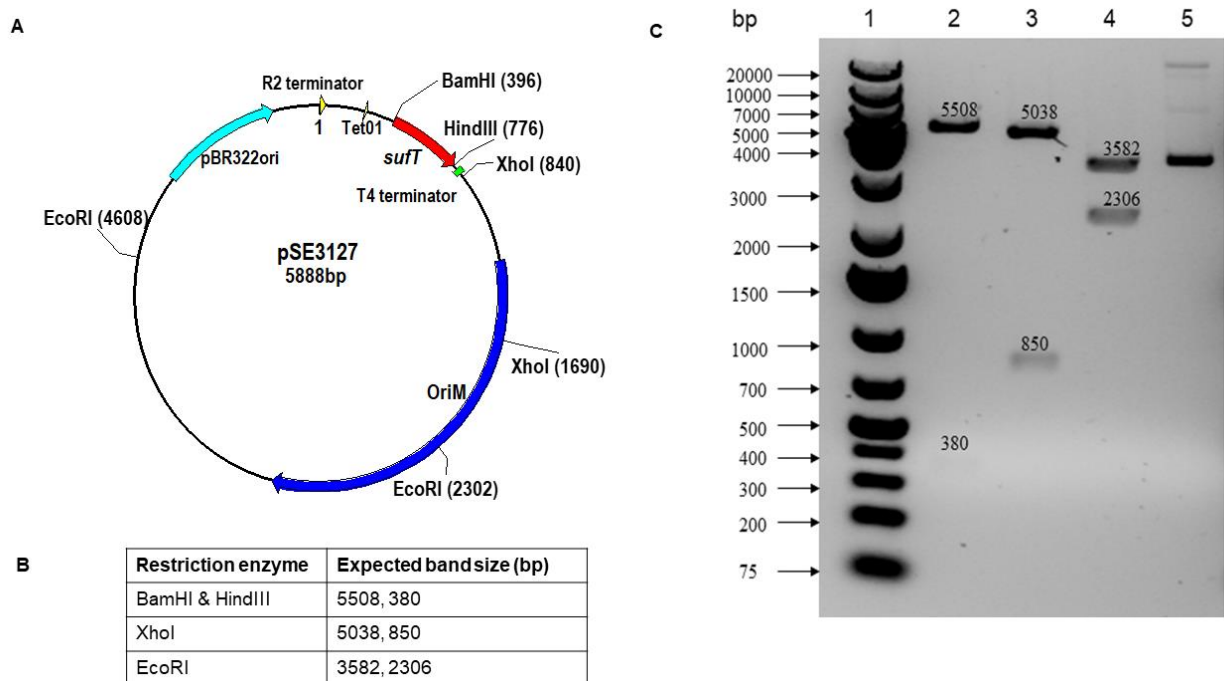 A
R2 terminator
BamHI (396)
1
Tet01
HindIII (776)
pBR322ori
sufT
XhoI (840)
T4 terminator
EcoRI (4608)
pSE3127
5888bp
XhoI (1690)
OriM
EcoRI (2302)
B
Restriction enzyme Expected band size (bp)
BamHI & HindIII 5508, 380
XhoI 5038, 850
EcoRI 3582, 2306
C
bp 1 2 3 4 5
20000
10000
7000
5000
4000
3000
2000
1500
1000
700
500
400
300
200
75
5508
5038
3582
2306
850
380